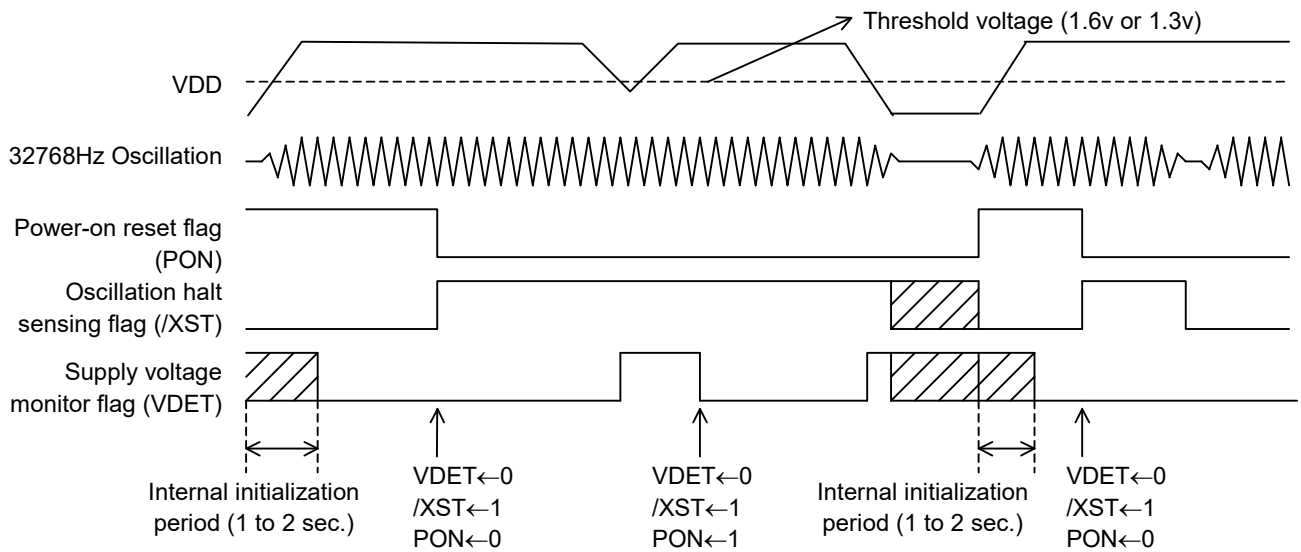 Threshold voltage (1.6v or 1.3v)
VDD
32768Hz Oscillation
Power-on reset flag
(PON)
Oscillation halt
sensing flag (/XST)
Supply voltage
monitor flag (VDET)
Internal initialization
period (1 to 2 sec.)
VDET←0
/XST←1
PON←0
VDET←0
/XST←1
PON←1
Internal initialization
period (1 to 2 sec.)
VDET←0
/XST←1
PON←0